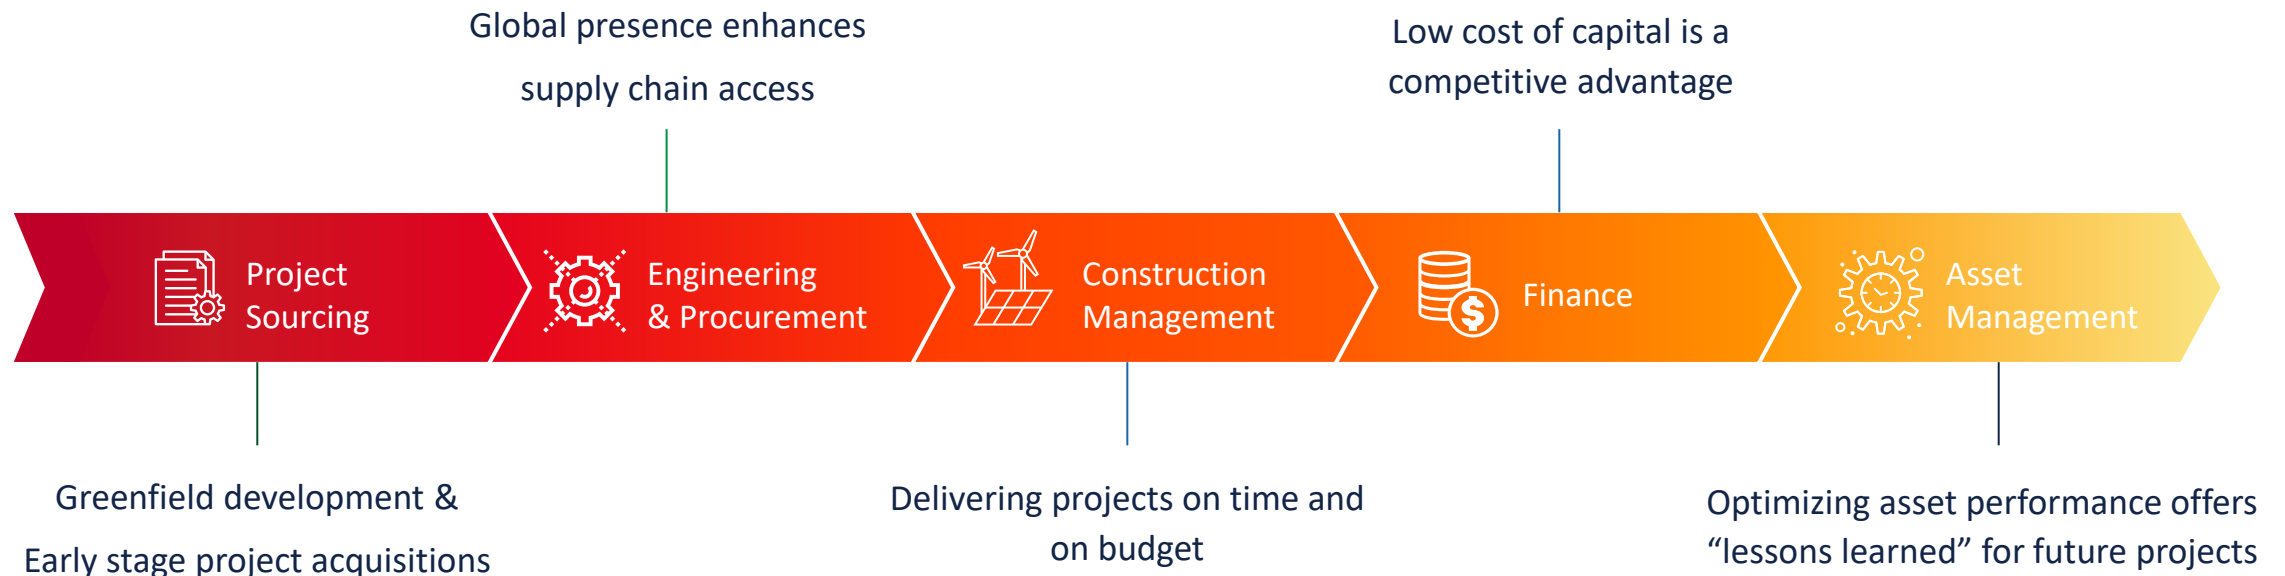 Global presence enhances
supply chain access
Low cost of capital is a
competitive advantage
Project
Sourcing
Engineering
& Procurement
Construction
Management
Finance
$
Asset
Management
Greenfield development &
Early stage project acquisitions
Delivering projects on time and
on budget
Optimizing asset performance offers
“lessons learned” for future projects